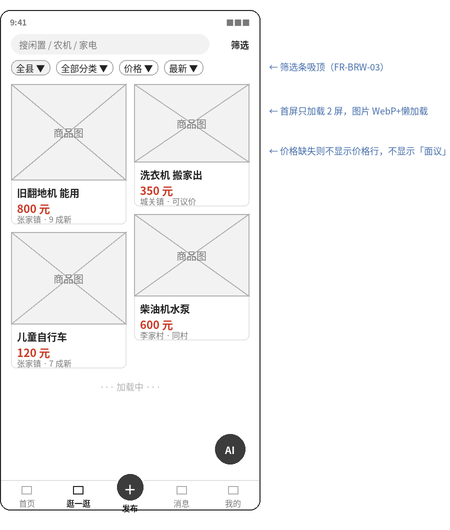 9:41
搜闲置 / 农机 / 家电
筛选
全县 ▼
全部分类 ▼
价格 ▼
最新 ▼
← 筛选条吸顶（FR-BRW-03）
商品图
旧翻地机 能用
800 元
张家镇 · 9 成新
商品图
洗衣机 搬家出
350 元
城关镇 · 可议价
← 首屏只加载 2 屏，图片 WebP+懒加载
← 价格缺失则不显示价格行，不显示「面议」
商品图
儿童自行车
120 元
张家镇 · 7 成新
商品图
柴油机水泵
600 元
李家村 · 同村
· · · 加载中 · · ·
AI
首页
逛一逛
+
发布
消息
我的